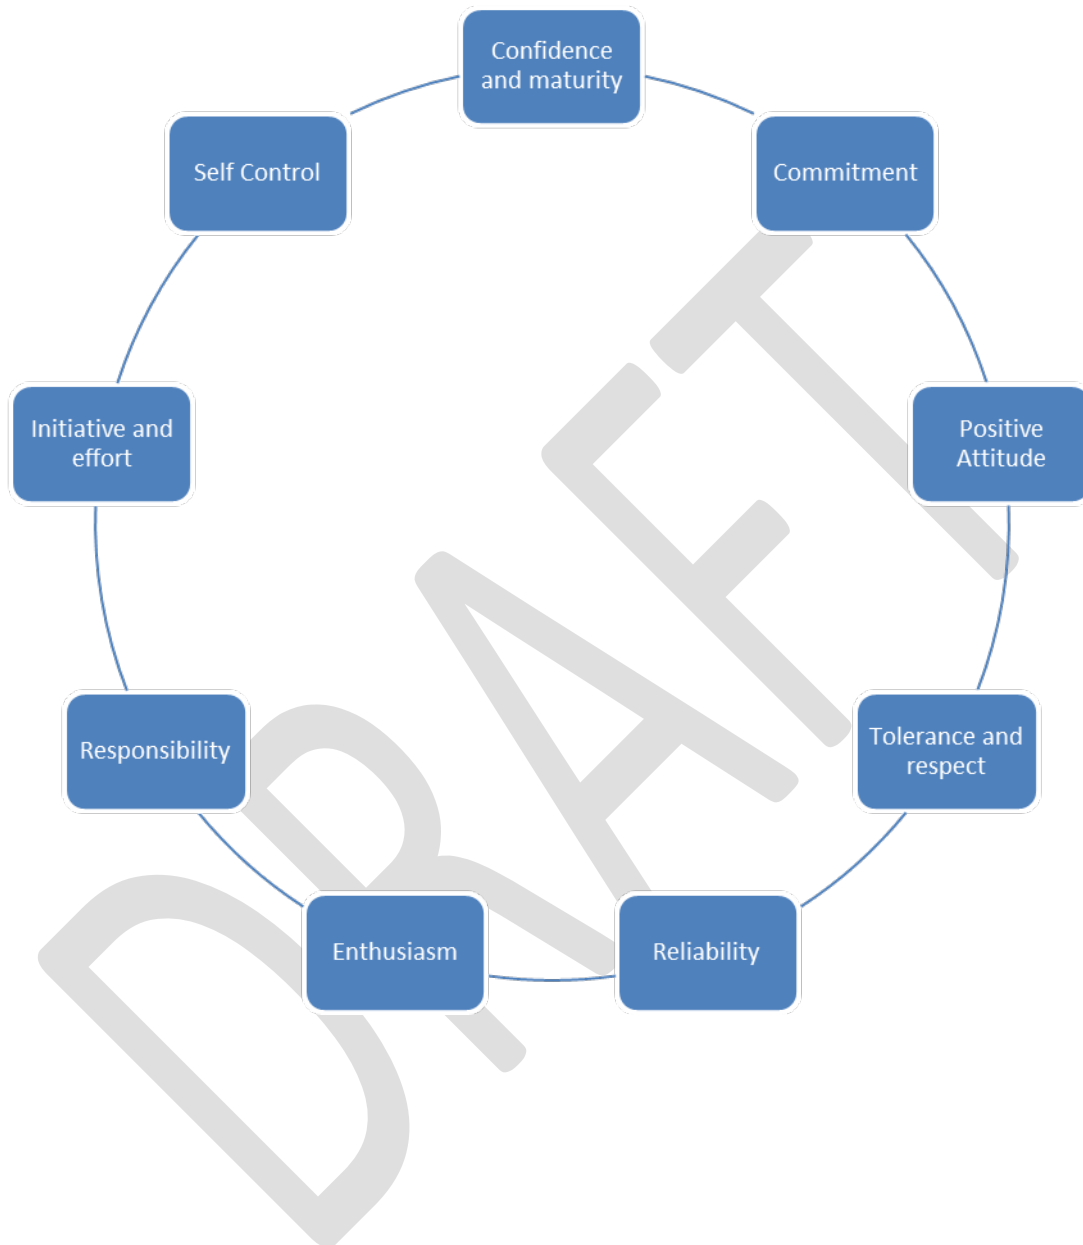 Confidence
and maturity
Commitment
Positive
Attitude
Tolerance and
respect
Reliability
Enthusiasm
Responsibility
Initiative and
effort
Self Control
DRAFT